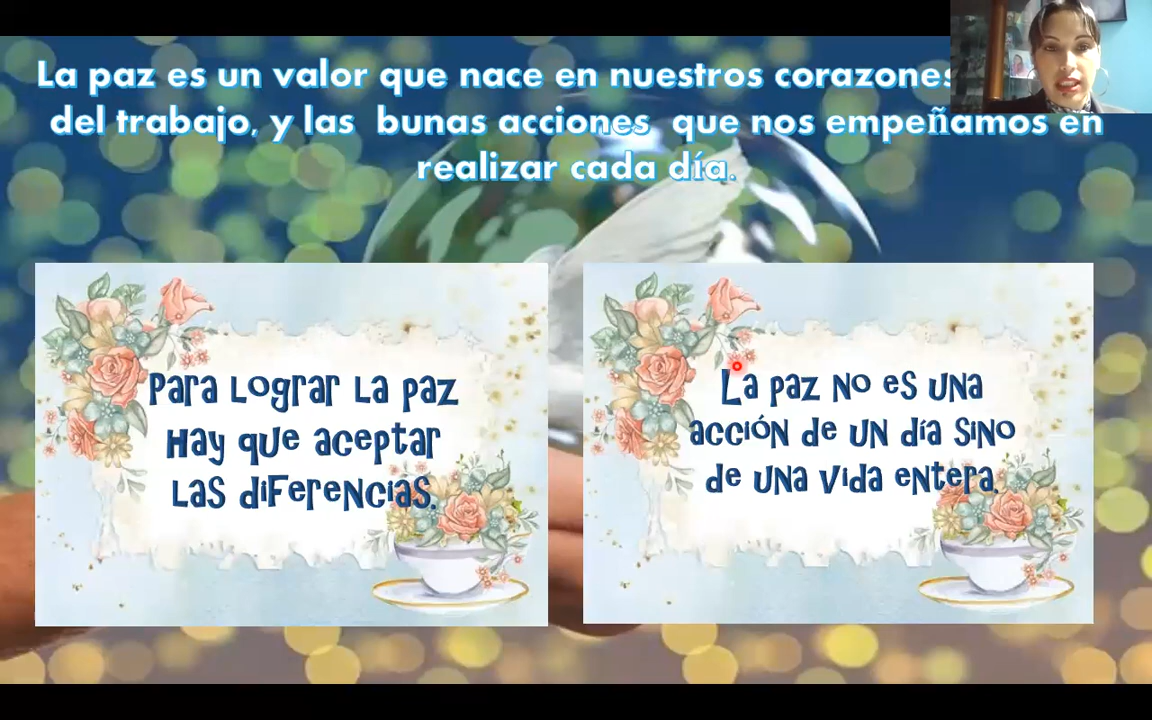 La paz es un valor que nace en nuestros corazones
del trabajo, y las bunas acciones que nos empeñamos en
realizar cada día.
Para lograr la paz
Hay que aceptar
las diferencias.
La paz no es una
acción de un día sino
de una vida entera.